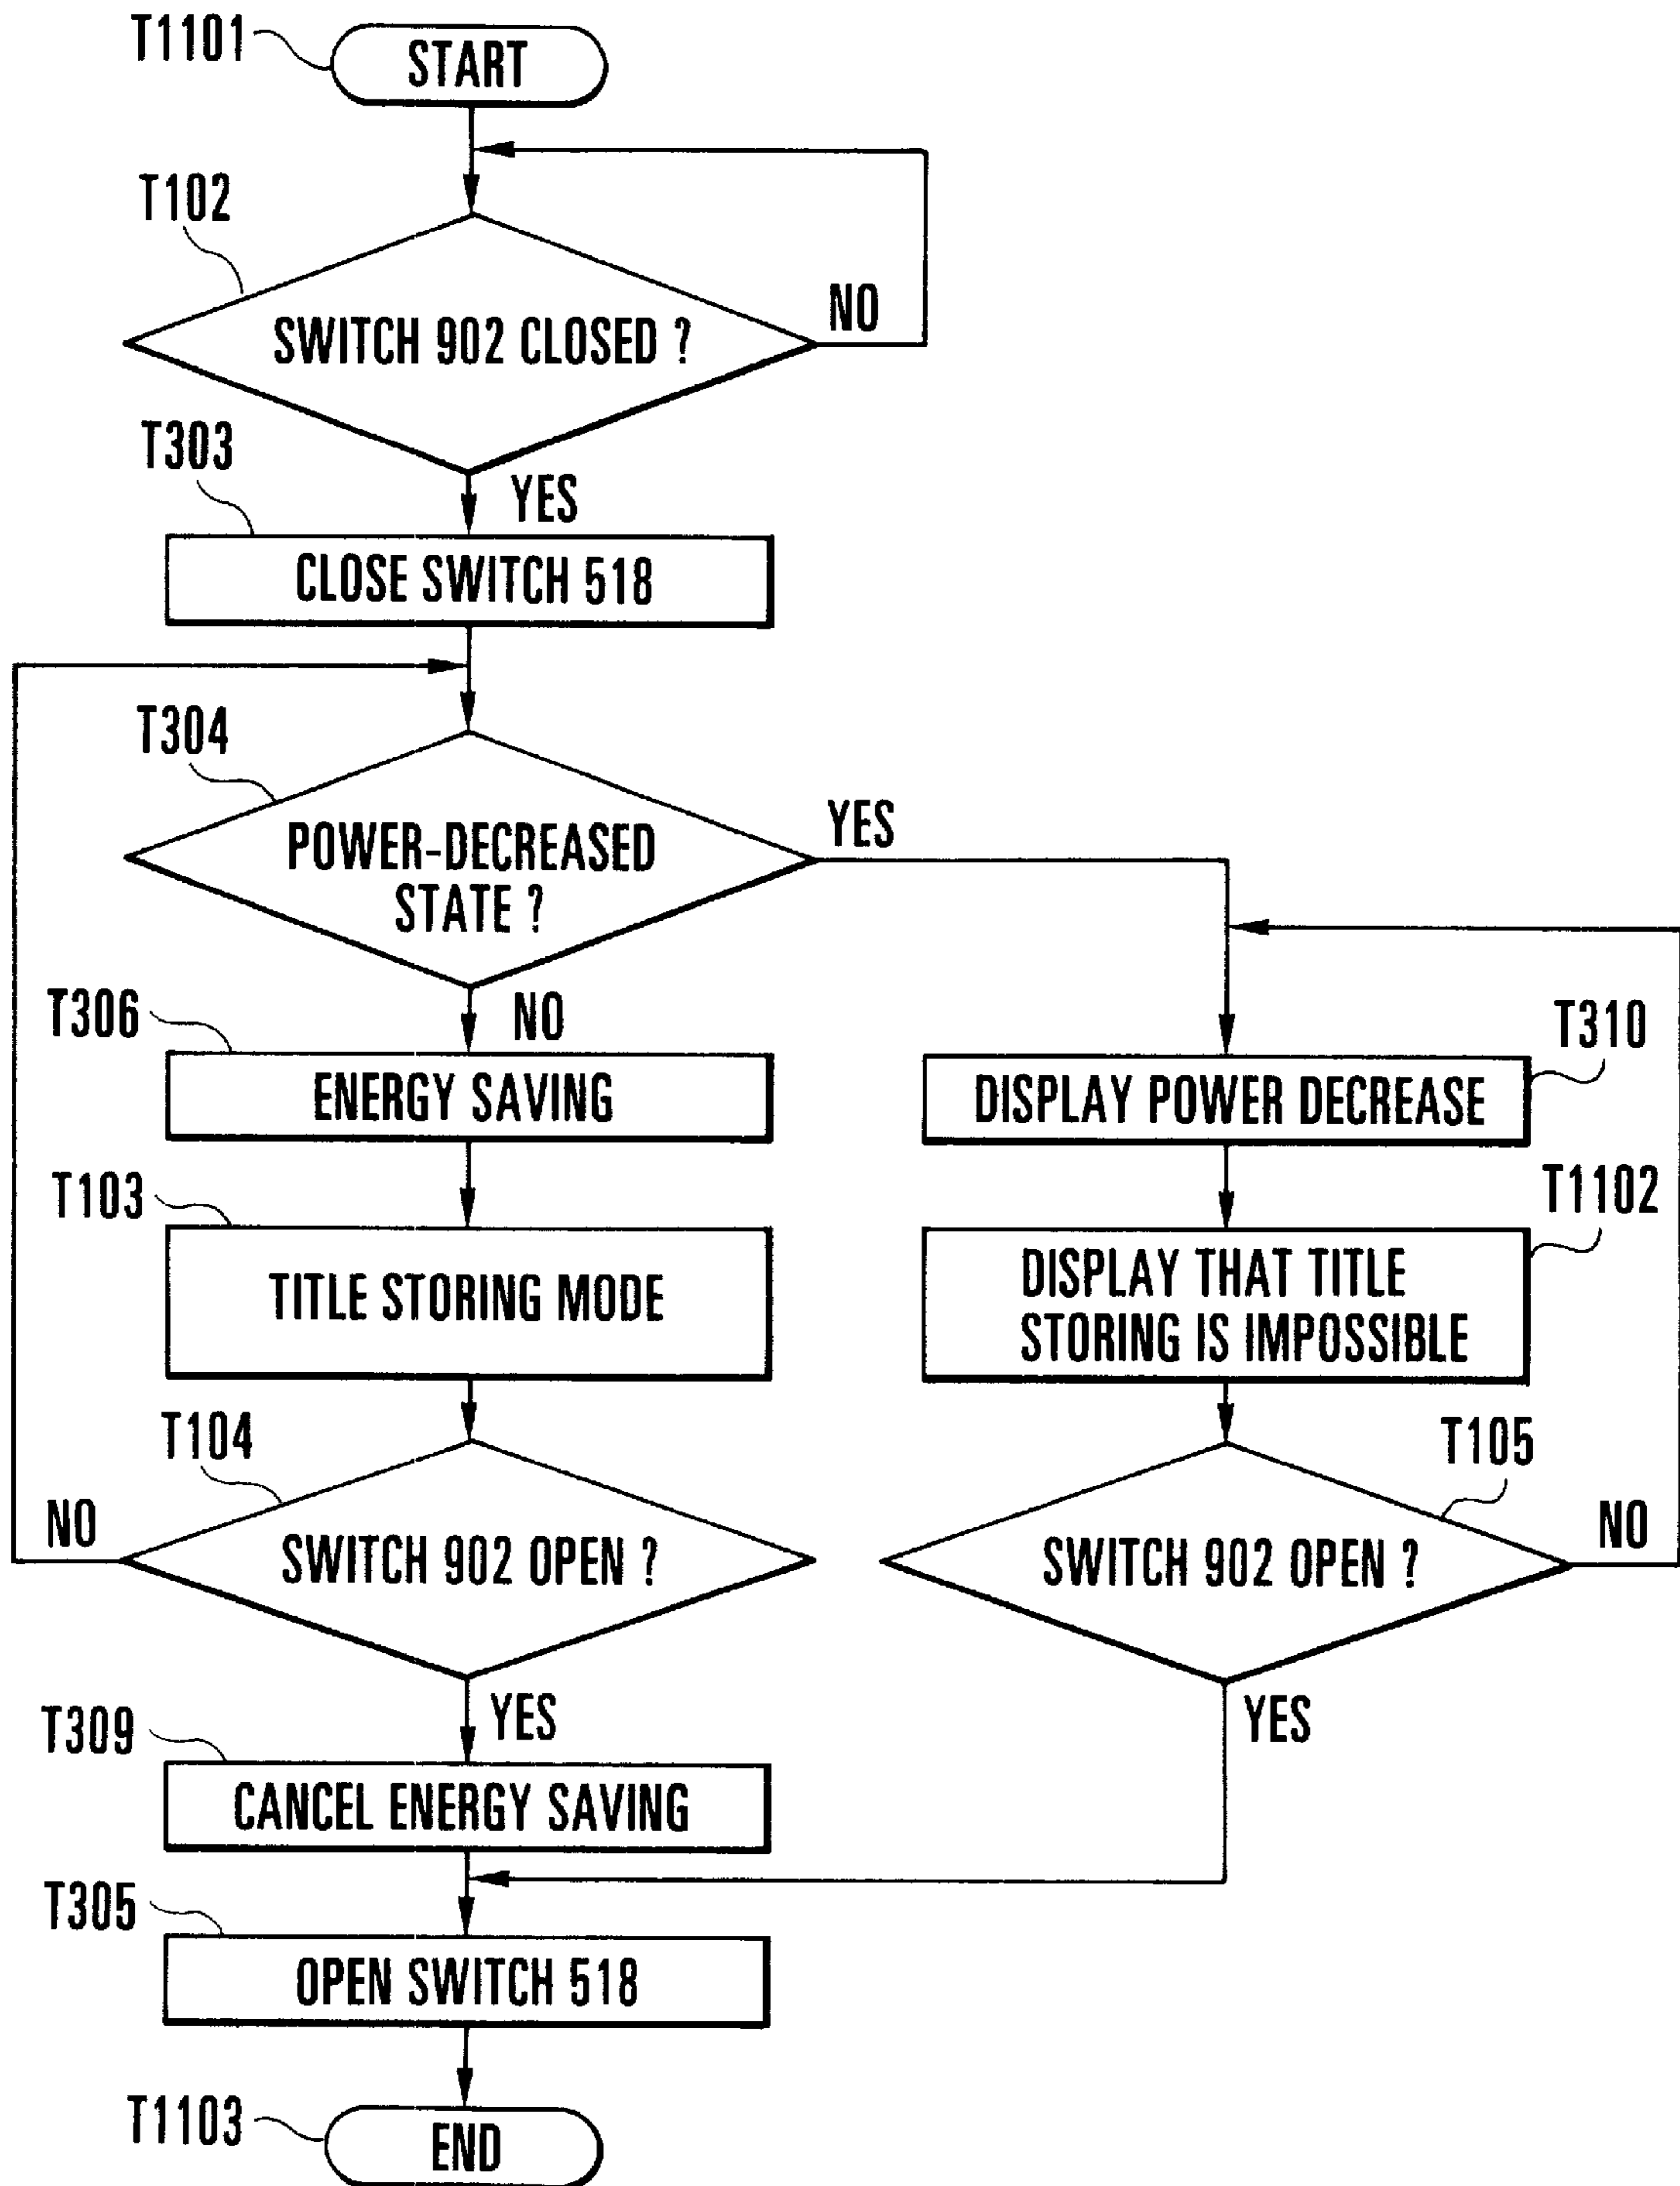 T1101
START
T102
SWITCH 902 CLOSED ?
NO
YES
T303
CLOSE SWITCH 518
T304
POWER-DECREASED
STATE ?
YES
NO
T306
ENERGY SAVING
T310
DISPLAY POWER DECREASE
T103
TITLE STORING MODE
T1102
DISPLAY THAT TITLE
STORING IS IMPOSSIBLE
T104
SWITCH 902 OPEN ?
NO
T105
SWITCH 902 OPEN ?
NO
YES
YES
T309
CANCEL ENERGY SAVING
T305
OPEN SWITCH 518
T1103
END